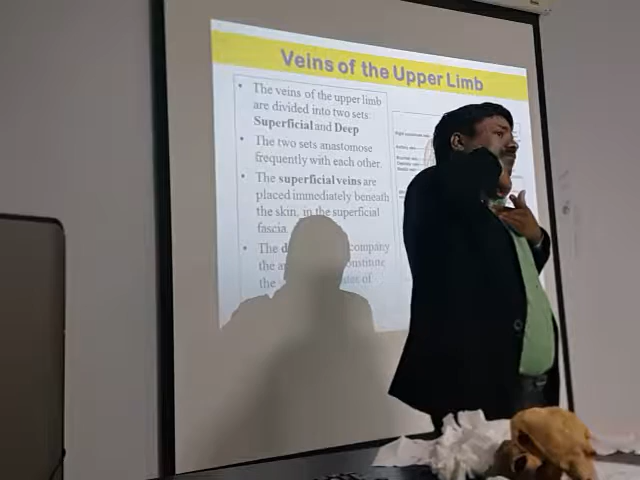 Veins of the Upper Limb
• The veins of the upper limb
are divided into two sets:
Superficial and Deep
• The two sets anastomose
frequently with each other.
• The superficial veins are
placed immediately beneath
the skin, in the superficial
fascia.
• The
the
the of